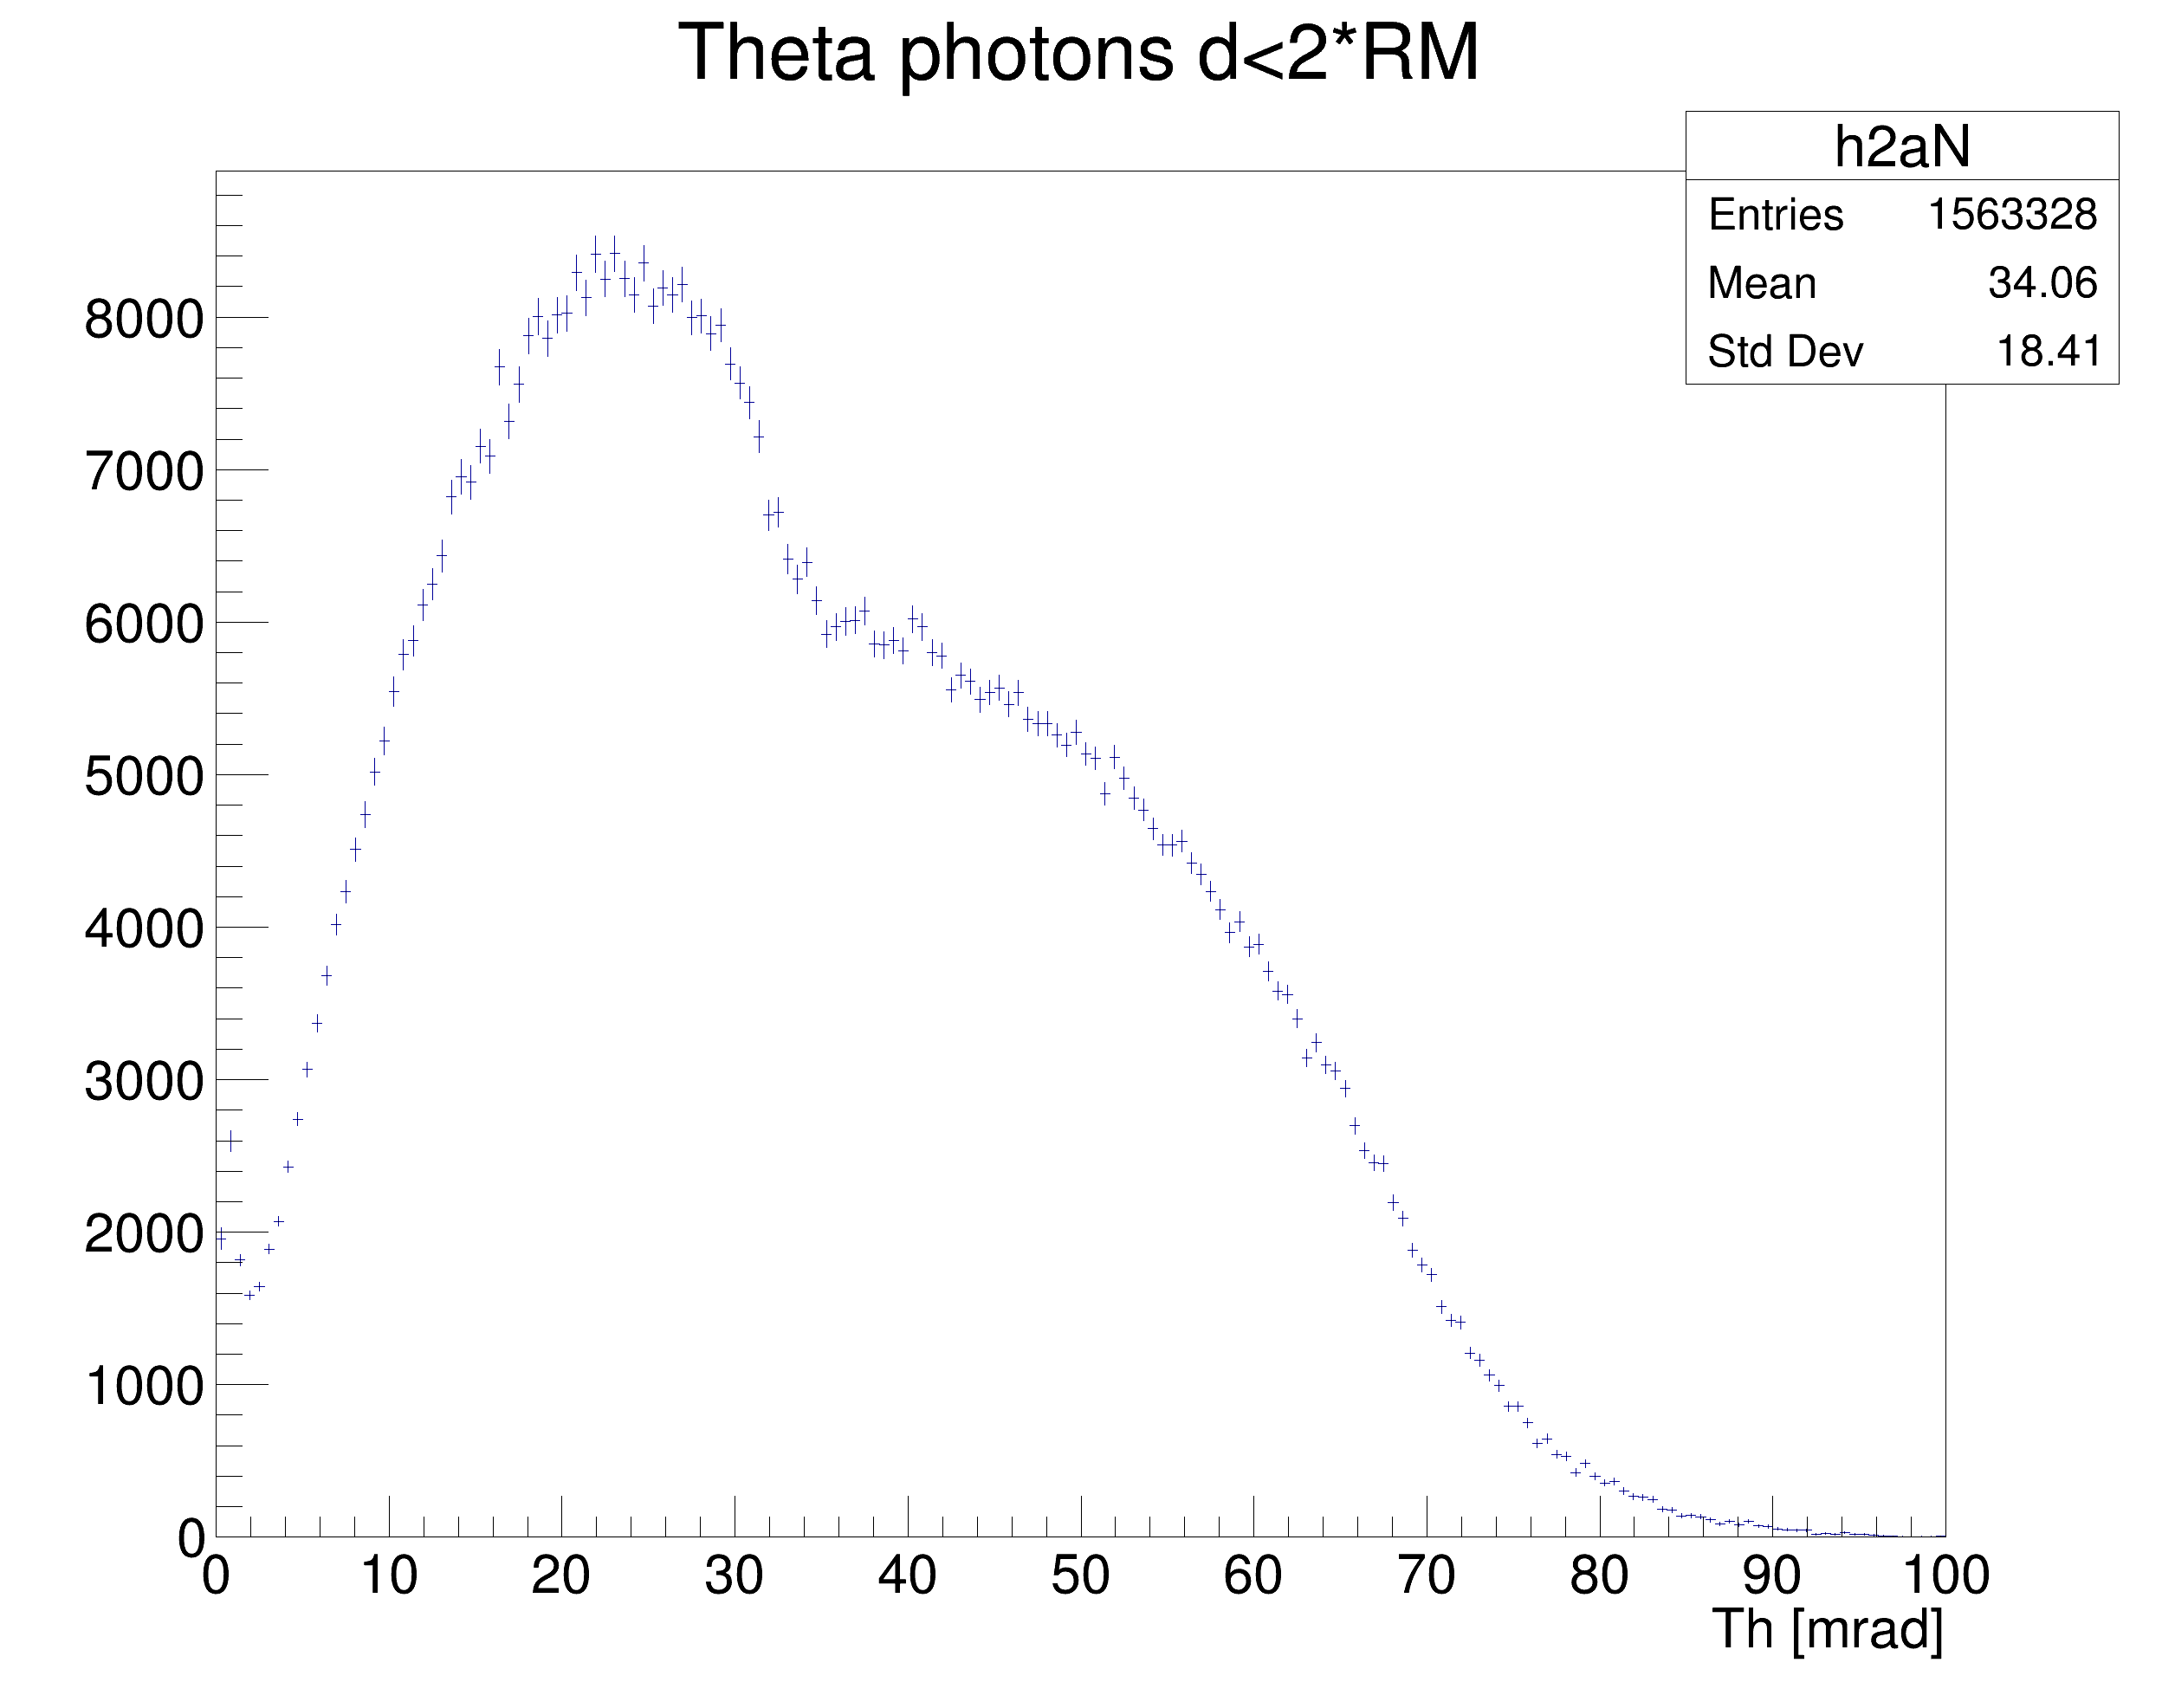 Theta photons d<2*RM
h2aN
Entries 1563328
Mean 34.06
Std Dev 18.41
8000
7000
6000
5000
4000
3000
2000
1000
0
0 10 20 30 40 50 60 70 80 90 100
Th [mrad]